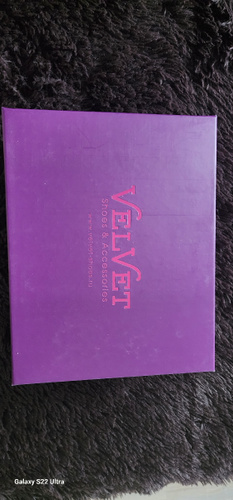 VELVET
Shoes & Accessories
Galaxy S22 Ultra